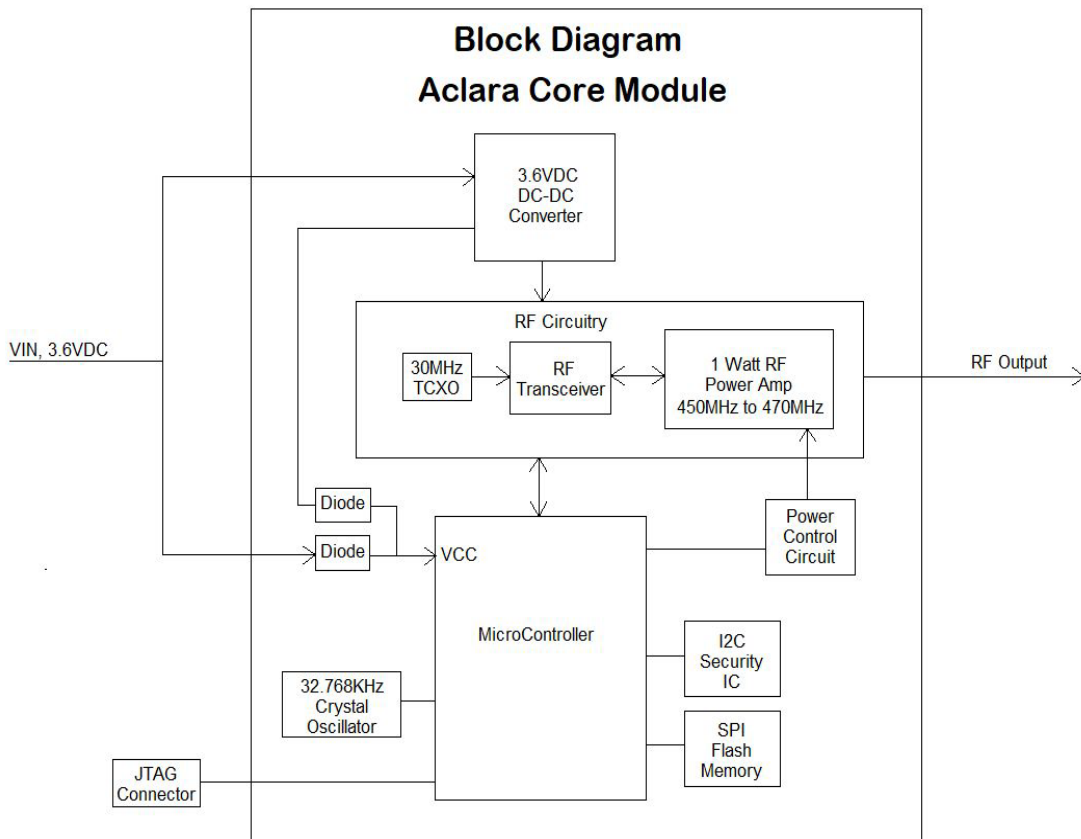 Block Diagram
Aclara Core Module
3.6VDC
DC-DC
Converter
RF Circuitry
VIN, 3.6VDC
30MHz
TCXO
RF
Transceiver
1 Watt RF
Power Amp
450MHz to 470MHz
RF Output
Diode
Diode
VCC
Power
Control
Circuit
MicroController
I2C
Security
IC
32.768KHz
Crystal
Oscillator
SPI
Flash
Memory
JTAG
Connector